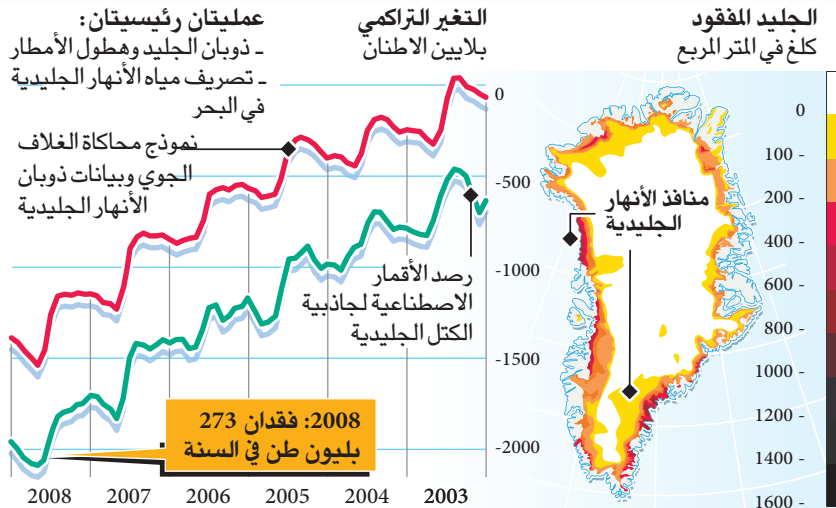 الجليد المفقود
كلغ في المتر المربع
0
100 -
200 -
400 -
600 -
800 -
1000 -
1200 -
1400 -
1600 -
منافذ الأنهار
الجليدية
التغير التراكمي
بلايين الاطنان
0
-500
-1000
-1500
-2000
عمليتان رئيسيتان:
ـ ذوبان الجليد وهطول الأمطار
ـ تصريف مياه الأنهار الجليدية
في البحر
نموذج محاكاة الغلاف
الجوي وبيانات ذوبان
الأنهار الجليدية
رصد الأقمار
الاصطناعية لجاذبية
الكتل الجليدية
2008: فقدان 273
بليون طن في السنة
2003
2004
2005
2006
2007
2008